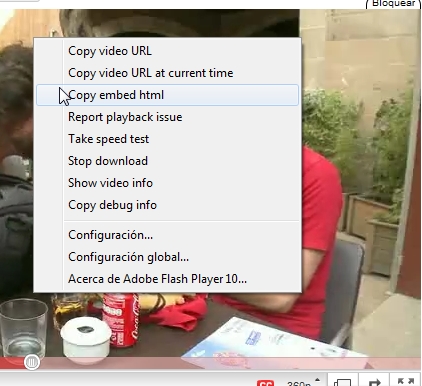 Bloquear
Copy video URL
Copy video URL at current time
Copy embed html
Report playback issue
Take speed test
Stop download
Show video info
Copy debug info
Configuración...
Configuración global...
Acerca de Adobe Flash Player 10...
Coca-Cola
CC
360p